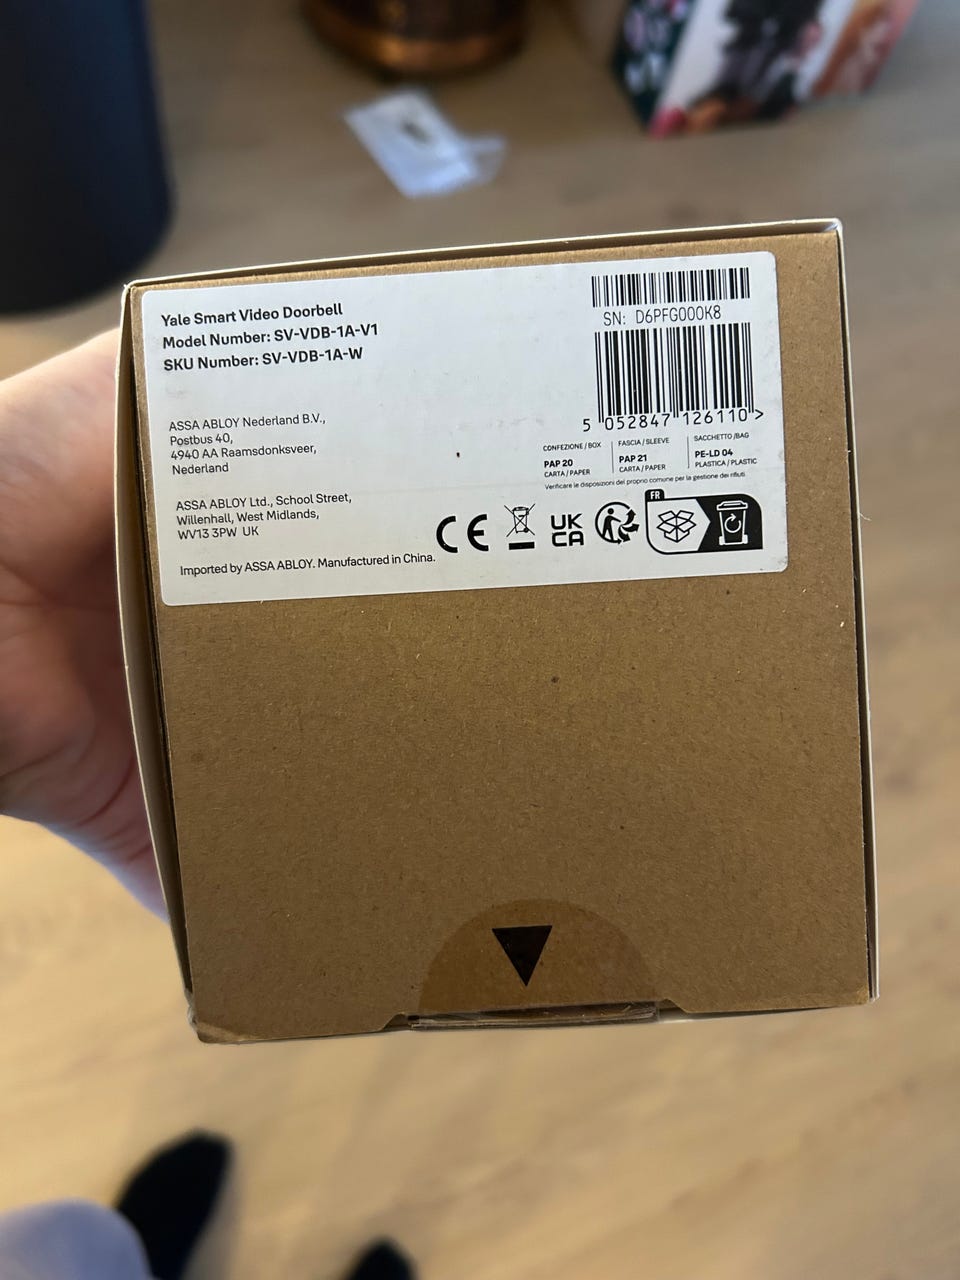 Yale Smart Video Doorbell
Model Number: SV-VDB-1A-V1
SKU Number: SV-VDB-1A-W
SN: D6PFG000K8
5 052847 126110 >
ASSA ABLOY Nederland B.V.,
Postbus 40,
4940 AA Raamsdonksveer,
Nederland
CONFEZIONE / BOX
PAP 20
CARTA / PAPER
FASCIA / SLEEVE
PAP 21
CARTA / PAPER
SACCHETTO / BAG
PE-LD 04
PLASTICA / PLASTIC
Verificare le disposizioni del proprio comune per la gestione dei rifiuti.
ASSA ABLOY Ltd., School Street,
Willenhall, West Midlands,
WV13 3PW UK
CE
UK
CA
FR
Imported by ASSA ABLOY. Manufactured in China.